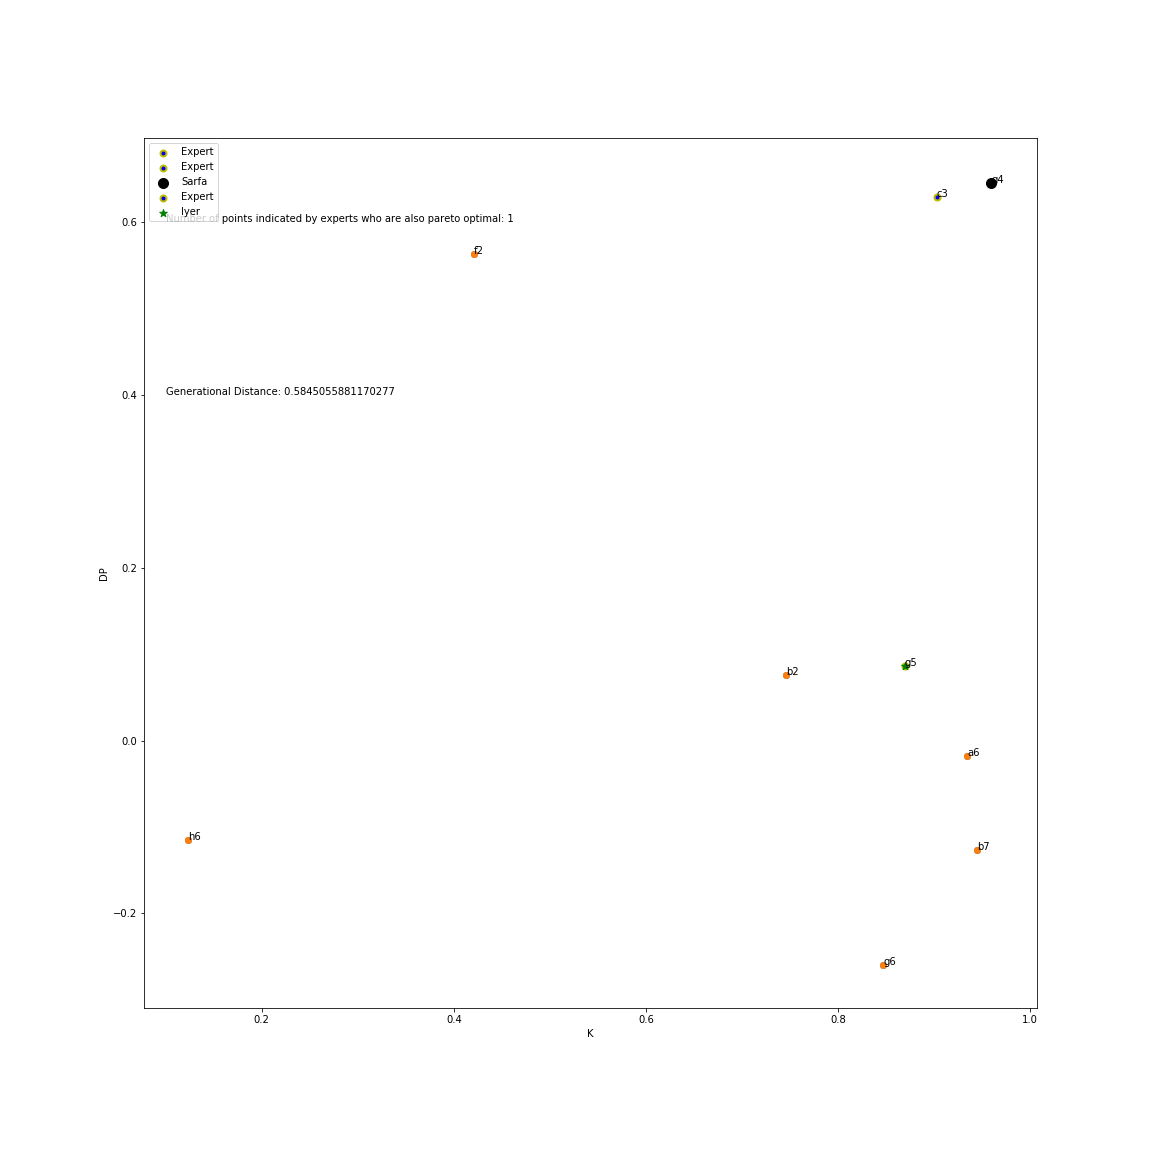 Expert
Expert
Sarfa
Expert
Iyer
Number of points indicated by experts who are also pareto optimal: 1
Generational Distance: 0.5845055881170277
c3
f2
b2
g5
a6
h6
b7
g6
DP
0.6
0.4
0.2
0.0
−0.2
0.2
0.4
0.6
0.8
1.0
K